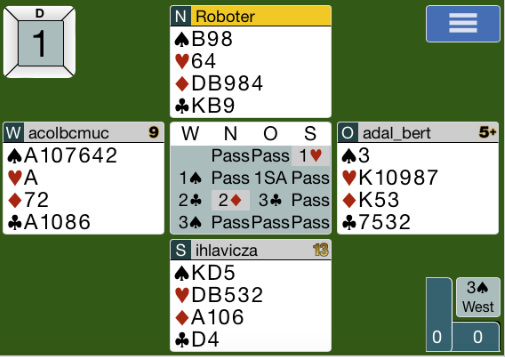 D
1
N Roboter
♠B98
♥64
♦DB984
♣KB9
W acolbcmuc 9
♠A107642
♥A
♦72
♣A1086
W N O S
Pass Pass 1♥
1♠ Pass 1SA Pass
2♣ 2♦ 3♣ Pass
3♠ Pass Pass Pass
O adal_bert 5+
♠3
♥K10987
♦K53
♣7532
S ihlavicza 13
♠KD5
♥DB532
♦A106
♣D4
3♠
West
0 0